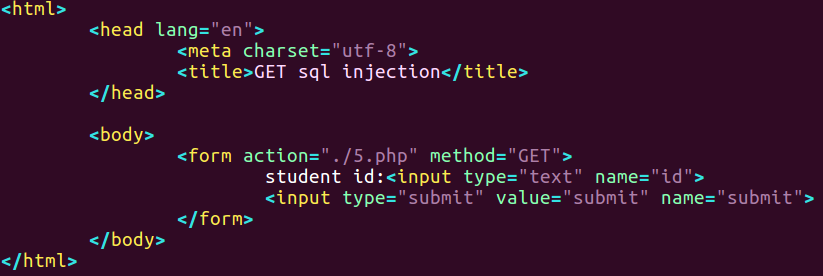 <html>
<head lang="en">
<meta charset="utf-8">
<title>GET sql injection</title>
</head>
<body>
<form action="./5.php" method="GET">
student id:<input type="text" name="id">
<input type="submit" value="submit" name="submit">
</form>
</body>
</html>